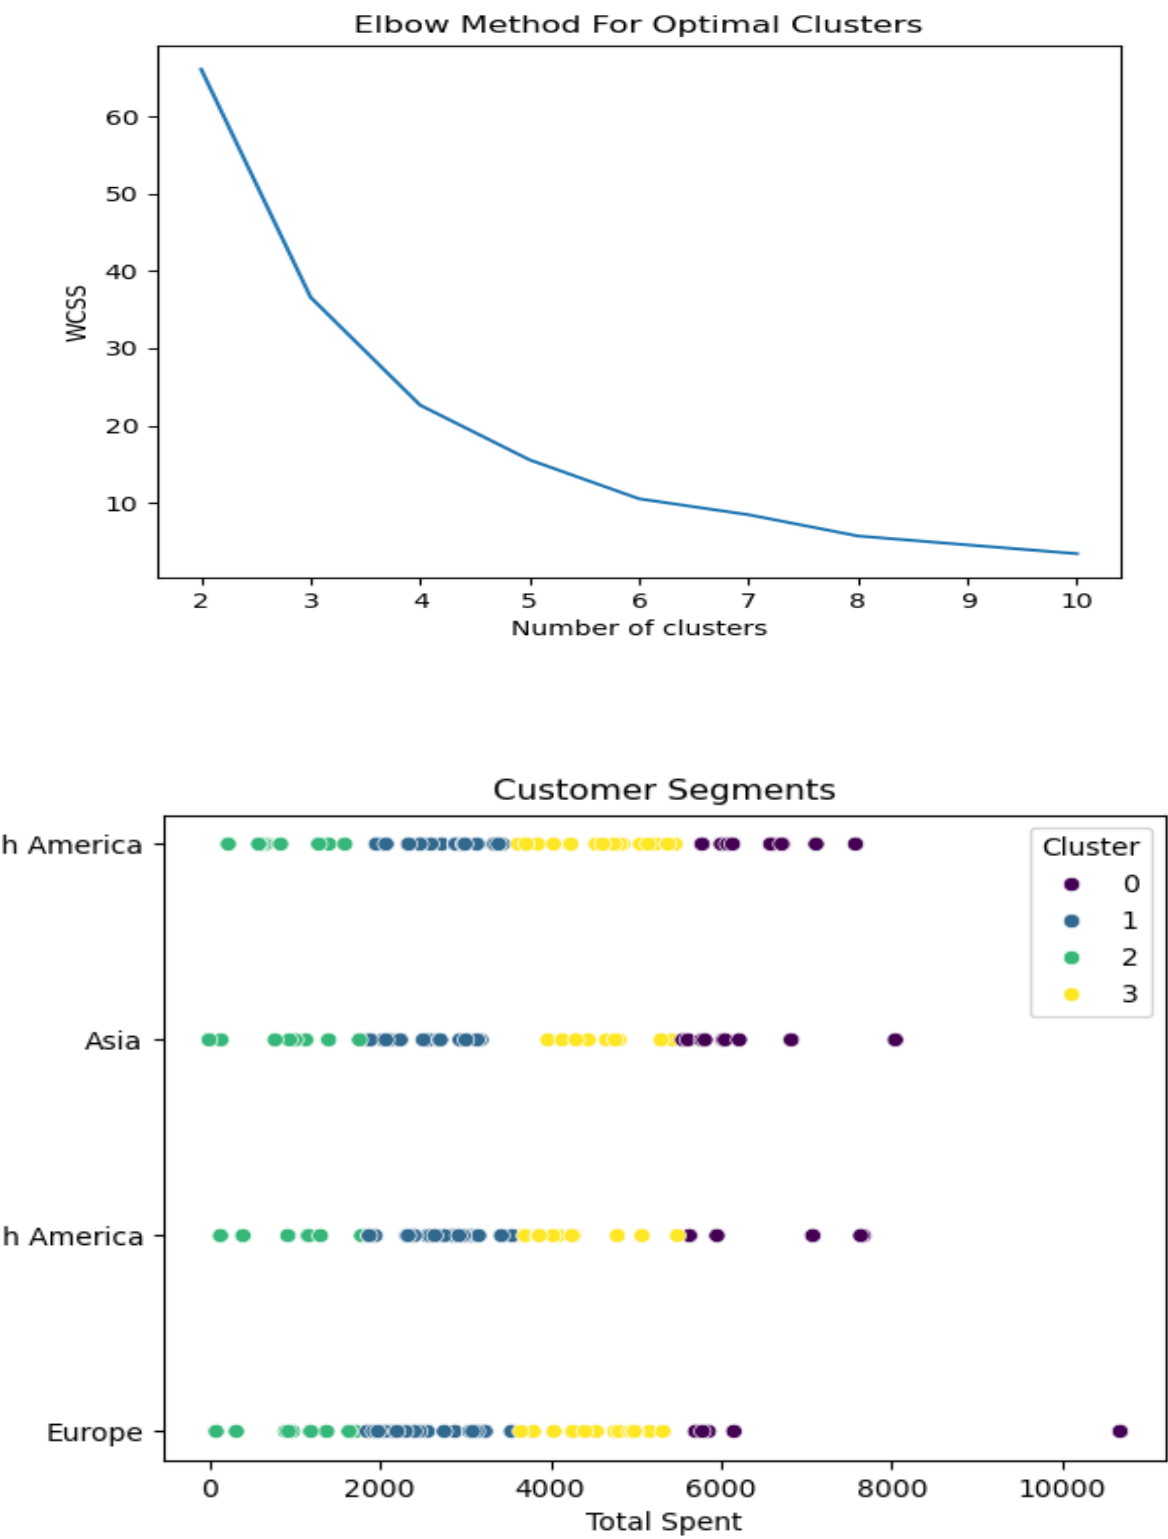 Elbow Method For Optimal Clusters
60
50
40
30
20
10
WCSS
2 3 4 5 6 7 8 9 10
Number of clusters
Customer Segments
h America
Asia
h America
Europe
Cluster
0
1
2
3
0 2000 4000 6000 8000 10000
Total Spent